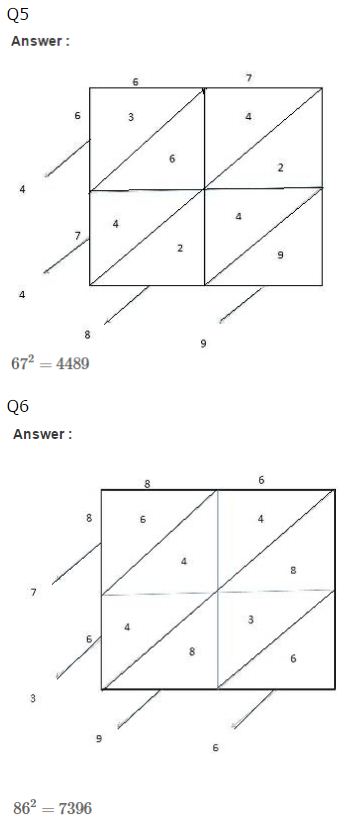 Q5
Answer :
6 7
6 3 4
6 2
4
7 4 4
2 9
4
8
9
67² = 4489
Q6
Answer :
8 6
8 6 4
4 8
7
6 4 3
8 6
3
9
6
86² = 7396